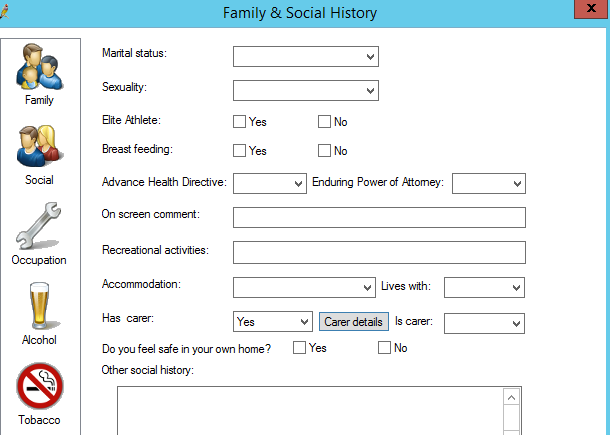 Family & Social History
x
Family
Social
Occupation
Alcohol
Tobacco
Marital status:
Sexuality:
Elite Athlete: Yes No
Breast feeding: Yes No
Advance Health Directive: Enduring Power of Attorney:
On screen comment:
Recreational activities:
Accommodation: Lives with:
Has carer: Yes Carer details Is carer:
Do you feel safe in your own home? Yes No
Other social history: